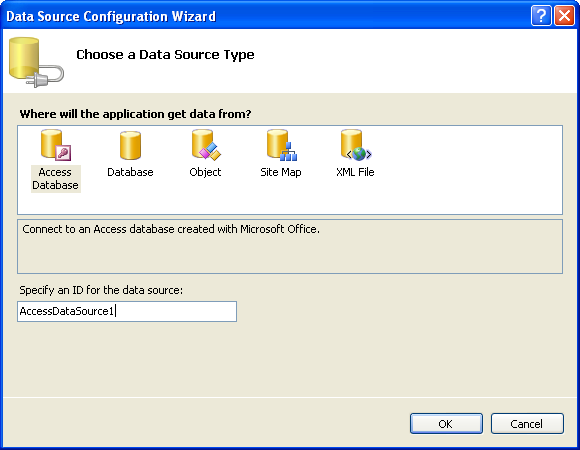 Data Source Configuration Wizard
Choose a Data Source Type
Where will the application get data from?
Access Database
Database
Object
Site Map
XML File
Connect to an Access database created with Microsoft Office.
Specify an ID for the data source:
AccessDataSource1
OK
Cancel